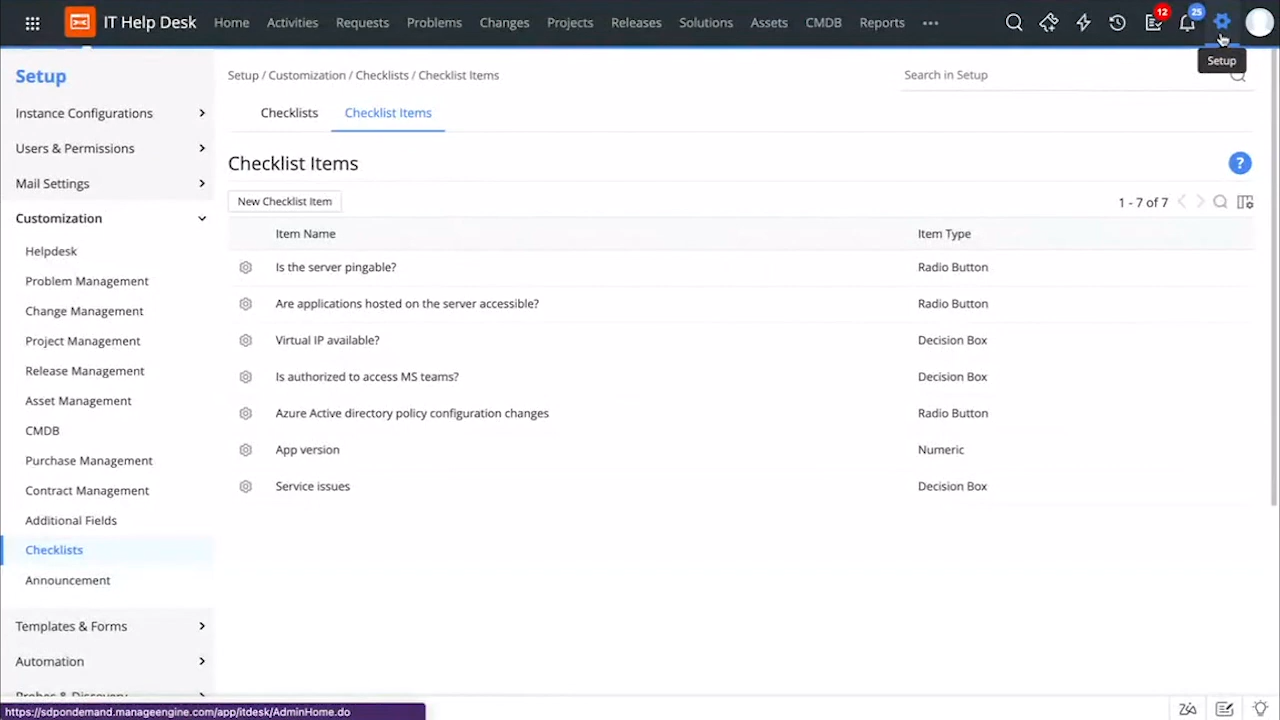 IT Help Desk
Home
Activities
Requests
Problems
Changes
Projects
Releases
Solutions
Assets
CMDB
Reports
12
25
Setup
Setup
Instance Configurations
Users & Permissions
Mail Settings
Customization
Helpdesk
Problem Management
Change Management
Project Management
Release Management
Asset Management
CMDB
Purchase Management
Contract Management
Additional Fields
Checklists
Announcement
Templates & Forms
Automation
Probes & Discovery
Setup / Customization / Checklists / Checklist Items
Search in Setup
Checklists
Checklist Items
Checklist Items
?
New Checklist Item
1 - 7 of 7
Item Name
Item Type
Is the server pingable?
Radio Button
Are applications hosted on the server accessible?
Radio Button
Virtual IP available?
Decision Box
Is authorized to access MS teams?
Decision Box
Azure Active directory policy configuration changes
Radio Button
App version
Numeric
Service issues
Decision Box
https://sdpondemand.manageengine.com/app/itdesk/AdminHome.do